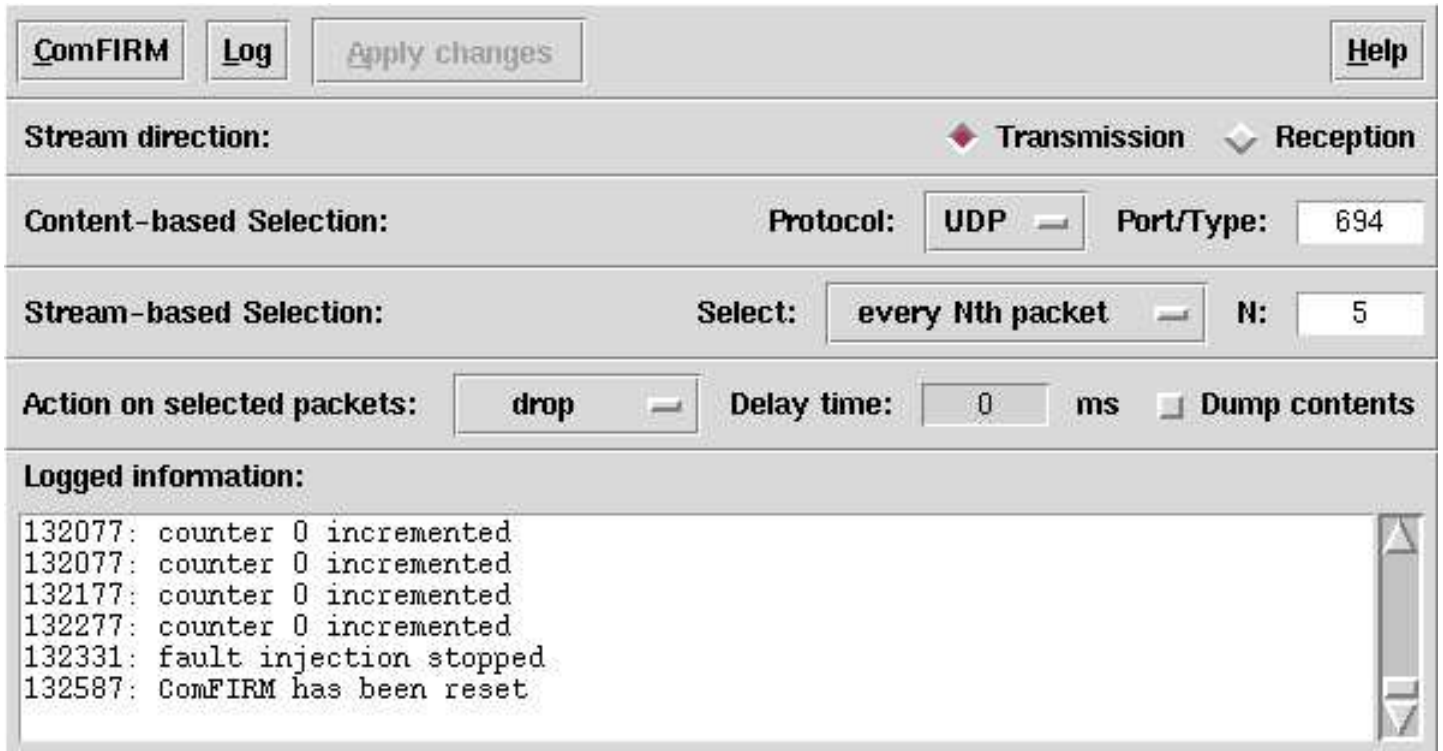 ComFIRM Log Apply changes Help
Stream direction: Transmission Reception
Content-based Selection: Protocol: UDP Port/Type: 694
Stream-based Selection: Select: every Nth packet N: 5
Action on selected packets: drop Delay time: 0 ms Dump contents
Logged information:
132077: counter 0 incremented
132077: counter 0 incremented
132177: counter 0 incremented
132277: counter 0 incremented
132331: fault injection stopped
132587: ComFIRM has been reset